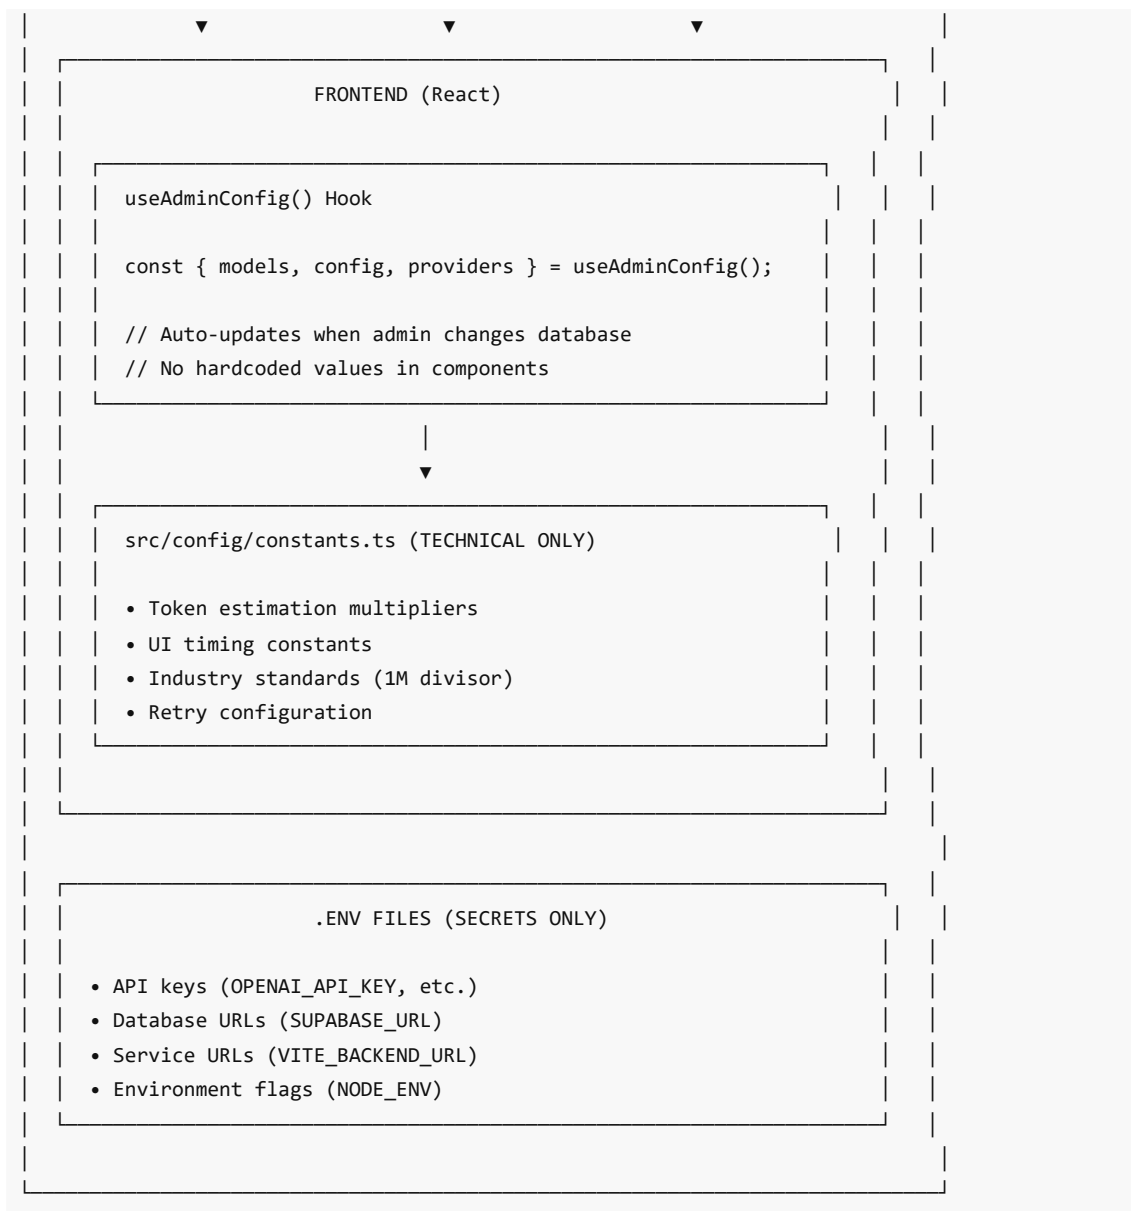 FRONTEND (React)
useAdminConfig() Hook
const { models, config, providers } = useAdminConfig();
// Auto-updates when admin changes database
// No hardcoded values in components
src/config/constants.ts (TECHNICAL ONLY)
• Token estimation multipliers
• UI timing constants
• Industry standards (1M divisor)
• Retry configuration
.ENV FILES (SECRETS ONLY)
• API keys (OPENAI_API_KEY, etc.)
• Database URLs (SUPABASE_URL)
• Service URLs (VITE_BACKEND_URL)
• Environment flags (NODE_ENV)